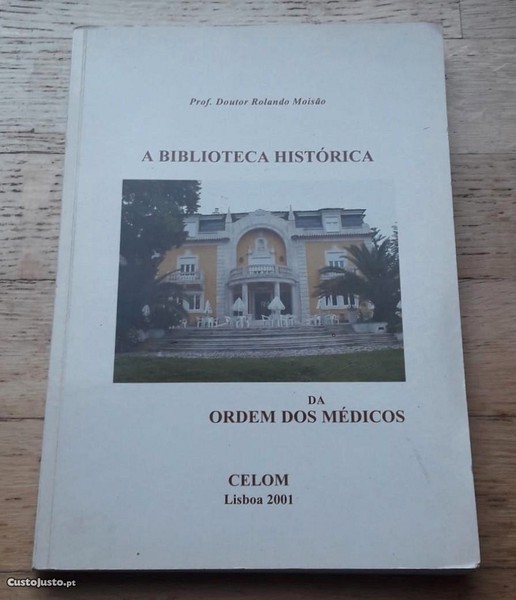 Prof. Doutor Rolando Moisão
A BIBLIOTECA HISTÓRICA
DA
ORDEM DOS MÉDICOS
CELOM
Lisboa 2001
CustoJusto.pt